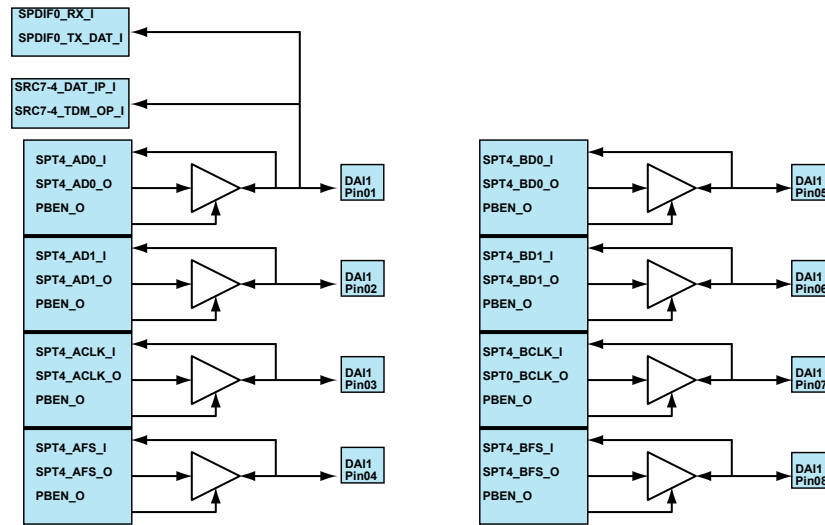 SPDIF0_RX_I
SPDIF0_TX_DAT_I
SRC7-4_DAT_IP_I
SRC7-4_TDM_OP_I
SPT4_AD0_I
SPT4_AD0_O
PBEN_O
DAI1
Pin01
SPT4_AD1_I
SPT4_AD1_O
PBEN_O
DAI1
Pin02
SPT4_ACLK_I
SPT4_ACLK_O
PBEN_O
DAI1
Pin03
SPT4_AFS_I
SPT4_AFS_O
PBEN_O
DAI1
Pin04
SPT4_BD0_I
SPT4_BD0_O
PBEN_O
DAI1
Pin05
SPT4_BD1_I
SPT4_BD1_O
PBEN_O
DAI1
Pin06
SPT4_BCLK_I
SPT0_BCLK_O
PBEN_O
DAI1
Pin07
SPT4_BFS_I
SPT4_BFS_O
PBEN_O
DAI1
Pin08